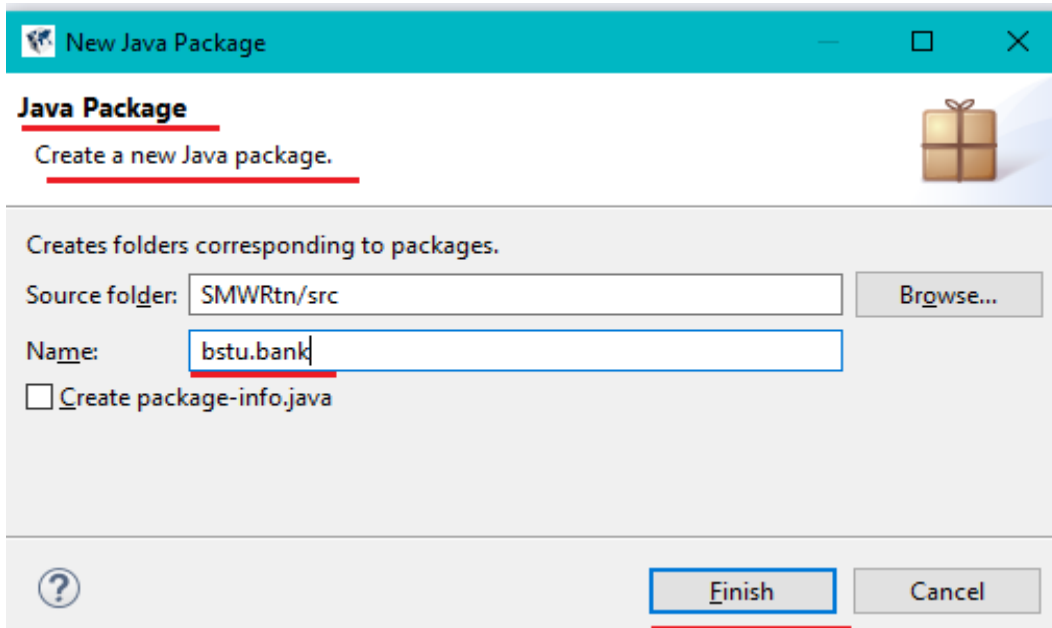 New Java Package
Java Package
Create a new Java package.
Creates folders corresponding to packages.
Source folder: SMWRtn/src Browse...
Name: bstu.bank
Create package-info.java
? Finish Cancel